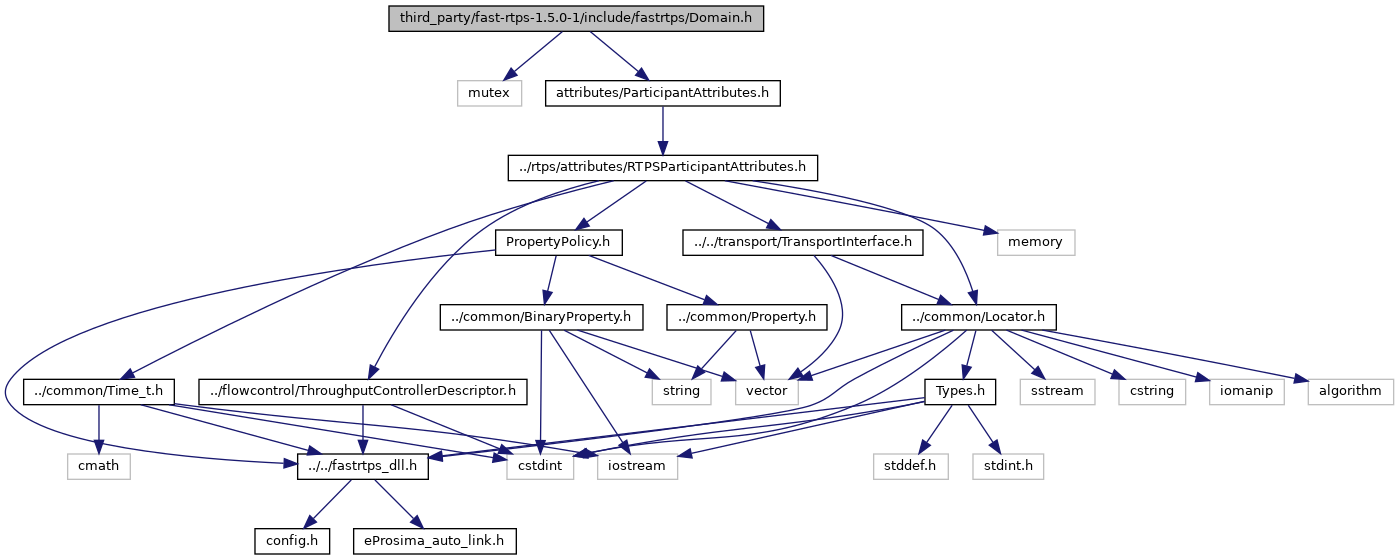 third_party/fast-rtps-1.5.0-1/include/fastrtps/Domain.h
mutex
attributes/ParticipantAttributes.h
../rtps/attributes/RTPSParticipantAttributes.h
PropertyPolicy.h
../../transport/TransportInterface.h
memory
../common/BinaryProperty.h
../common/Property.h
../common/Locator.h
../common/Time_t.h
../flowcontrol/ThroughputControllerDescriptor.h
string
vector
Types.h
sstream
cstring
iomanip
algorithm
cmath
../../fastrtps_dll.h
cstdint
iostream
stddef.h
stdint.h
config.h
eProsima_auto_link.h